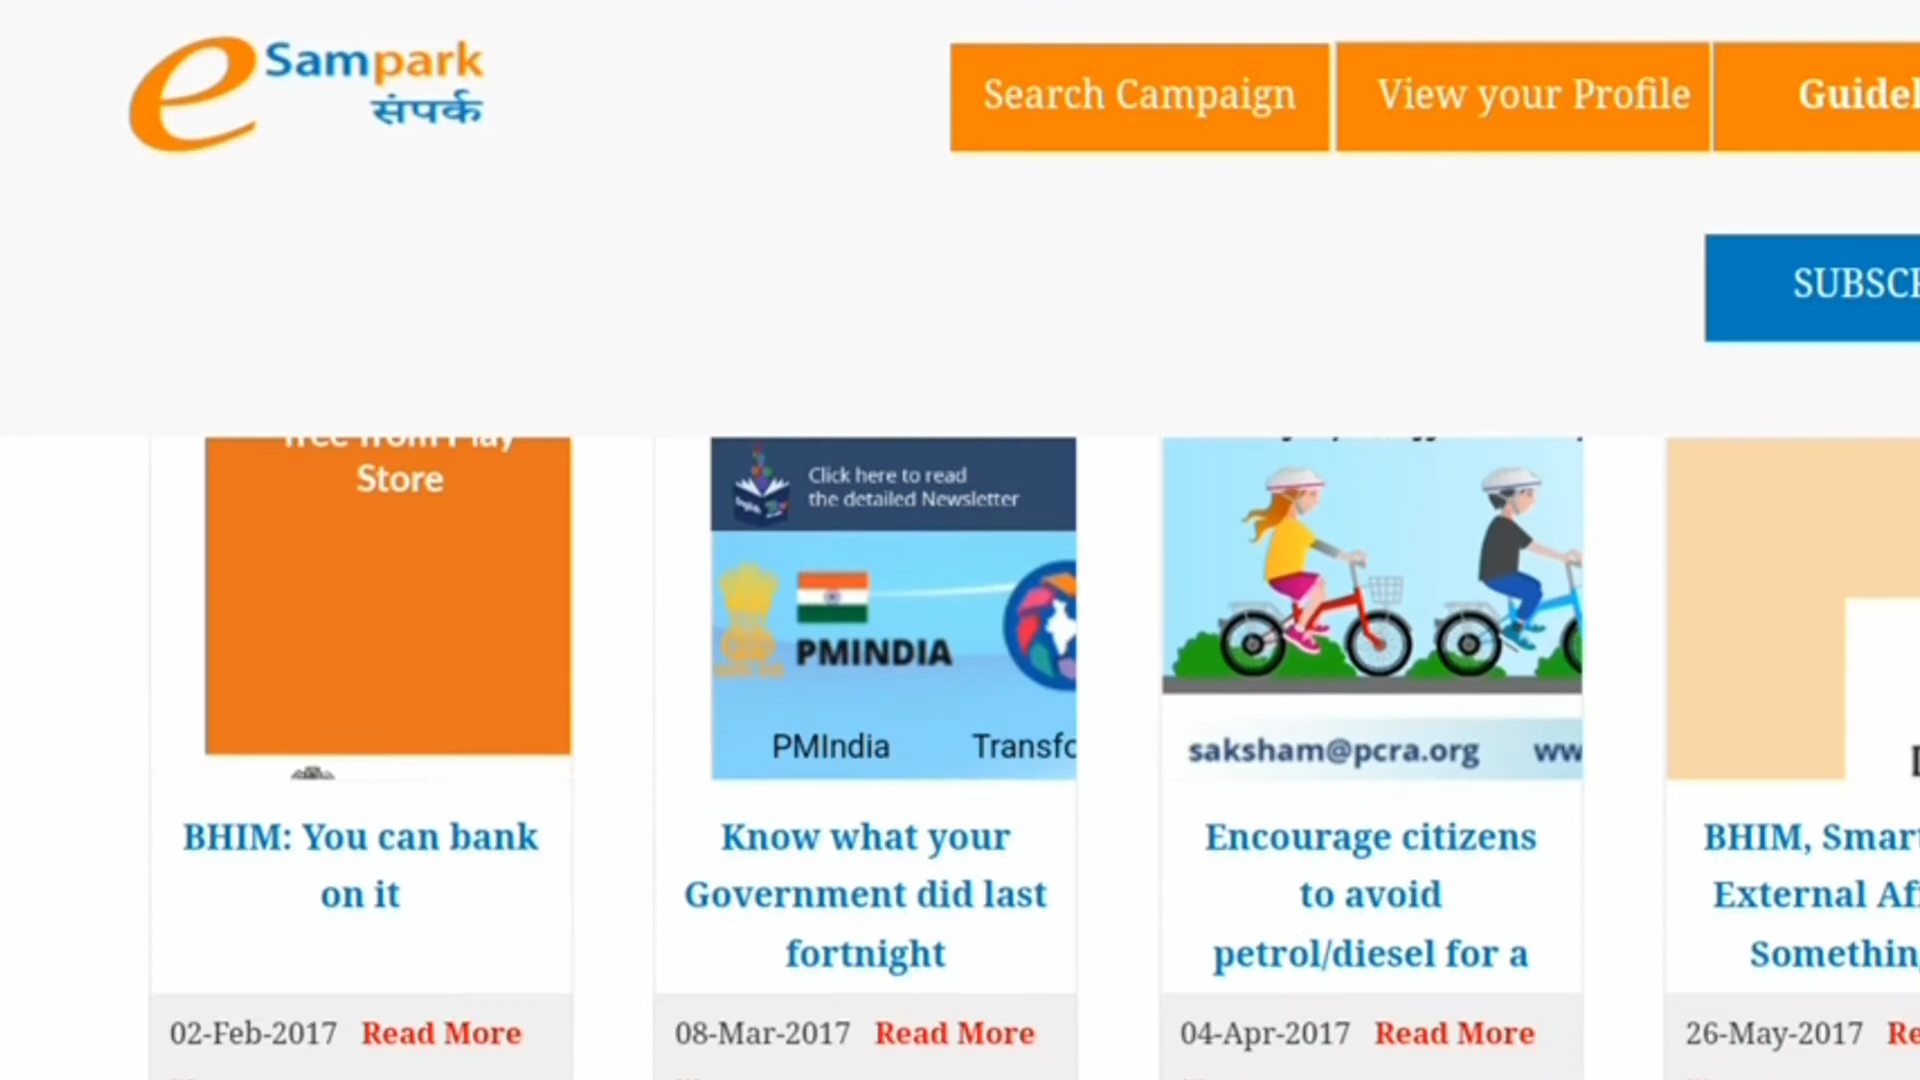 Sampark
संपर्क
Search Campaign
View your Profile
Store
Click here to read
the detailed Newsletter
PMINDIA
PMIndia
saksham@pcra.org
BHIM: You can bank
on it
Know what your
Government did last
fortnight
Encourage citizens
to avoid
petrol/diesel for a
BHIM,
External
02-Feb-2017 Read More
08-Mar-2017 Read More
04-Apr-2017 Read More
26-May-2017